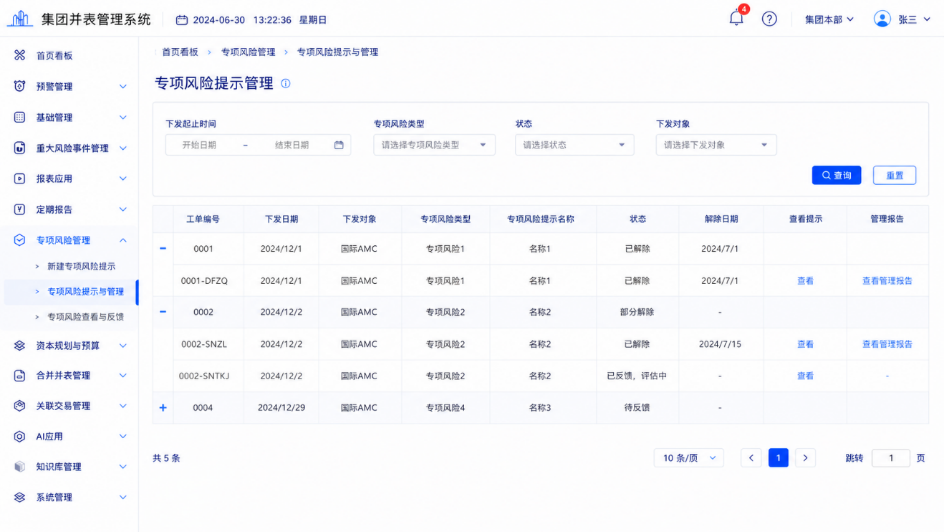 集团并表管理系统 2024-06-30 13:22:36 星期日 4 集团本部 张三
首页看板
预警管理
基础管理
重大风险事件管理
报表应用
定期报告
专项风险管理
> 新建专项风险提示
> 专项风险提示与管理
> 专项风险查看与反馈
资本规划与预算
合并并表管理
关联交易管理
AI应用
知识库管理
系统管理
首页看板 > 专项风险管理 > 专项风险提示与管理
专项风险提示管理
下发起止时间 专项风险类型 状态 下发对象
开始日期 – 结束日期 请选择专项风险类型 请选择状态 请选择下发对象
查询 重置
工单编号 下发日期 下发对象 专项风险类型 专项风险提示名称 状态 解除日期 查看提示 管理报告
0001 2024/12/1 国际AMC 专项风险1 名称1 已解除 2024/7/1
0001-DFZQ 2024/12/1 国际AMC 专项风险1 名称1 已解除 2024/7/1 查看 查看管理报告
0002 2024/12/2 国际AMC 专项风险2 名称2 部分解除 -
0002-SNZL 2024/12/2 国际AMC 专项风险2 名称2 已解除 2024/7/15 查看 查看管理报告
0002-SNTKJ 2024/12/2 国际AMC 专项风险2 名称2 已反馈，评估中 - 查看 -
0004 2024/12/29 国际AMC 专项风险4 名称3 待反馈 -
共 5 条 10 条/页 < 1 > 跳转 1 页